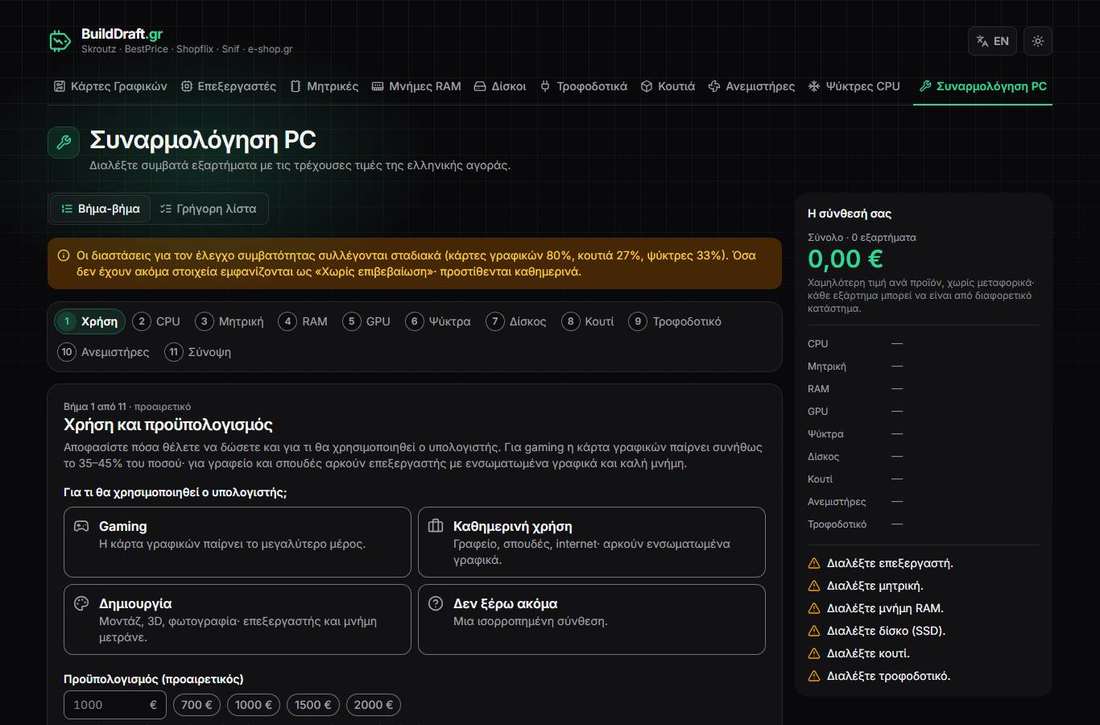 BuildDraft.gr
Skroutz · BestPrice · Shopflix · Snif · e-shop.gr
EN
Κάρτες Γραφικών
Επεξεργαστές
Μητρικές
Μνήμες RAM
Δίσκοι
Τροφοδοτικά
Κουτιά
Ανεμιστήρες
Ψύκτρες CPU
Συναρμολόγηση PC
Συναρμολόγηση PC
Διαλέξτε συμβατά εξαρτήματα με τις τρέχουσες τιμές της ελληνικής αγοράς.
Βήμα-βήμα
Γρήγορη λίστα
Οι διαστάσεις για τον έλεγχο συμβατότητας συλλέγονται σταδιακά (κάρτες γραφικών 80%, κουτιά 27%, ψύκτρες 33%). Όσα
δεν έχουν ακόμα στοιχεία εμφανίζονται ως «Χωρίς επιβεβαίωση»· προστίθενται καθημερινά.
1 Χρήση
2 CPU
3 Μητρική
4 RAM
5 GPU
6 Ψύκτρα
7 Δίσκος
8 Κουτί
9 Τροφοδοτικό
10 Ανεμιστήρες
11 Σύνοψη
Βήμα 1 από 11 · προαιρετικό
Χρήση και προϋπολογισμός
Αποφασίστε πόσα θέλετε να δώσετε και για τι θα χρησιμοποιηθεί ο υπολογιστής. Για gaming η κάρτα γραφικών παίρνει συνήθως
το 35–45% του ποσού· για γραφείο και σπουδές αρκούν επεξεργαστής με ενσωματωμένα γραφικά και καλή μνήμη.
Για τι θα χρησιμοποιηθεί ο υπολογιστής;
Gaming
Η κάρτα γραφικών παίρνει το μεγαλύτερο μέρος.
Καθημερινή χρήση
Γραφείο, σπουδές, internet· αρκούν ενσωματωμένα
γραφικά.
Δημιουργία
Μοντάζ, 3D, φωτογραφία· επεξεργαστής και μνήμη
μετράνε.
Δεν ξέρω ακόμα
Μια ισορροπημένη σύνθεση.
Προϋπολογισμός (προαιρετικός)
1000 €
700 €
1000 €
1500 €
2000 €
Η σύνθεσή σας
Σύνολο · 0 εξαρτήματα
0,00 €
Χαμηλότερη τιμή ανά προϊόν, χωρίς μεταφορικά·
κάθε εξάρτημα μπορεί να είναι από διαφορετικό
κατάστημα.
CPU —
Μητρική —
RAM —
GPU —
Ψύκτρα —
Δίσκος —
Κουτί —
Ανεμιστήρες —
Τροφοδοτικό —
Διαλέξτε επεξεργαστή.
Διαλέξτε μητρική.
Διαλέξτε μνήμη RAM.
Διαλέξτε δίσκο (SSD).
Διαλέξτε κουτί.
Διαλέξτε τροφοδοτικό.